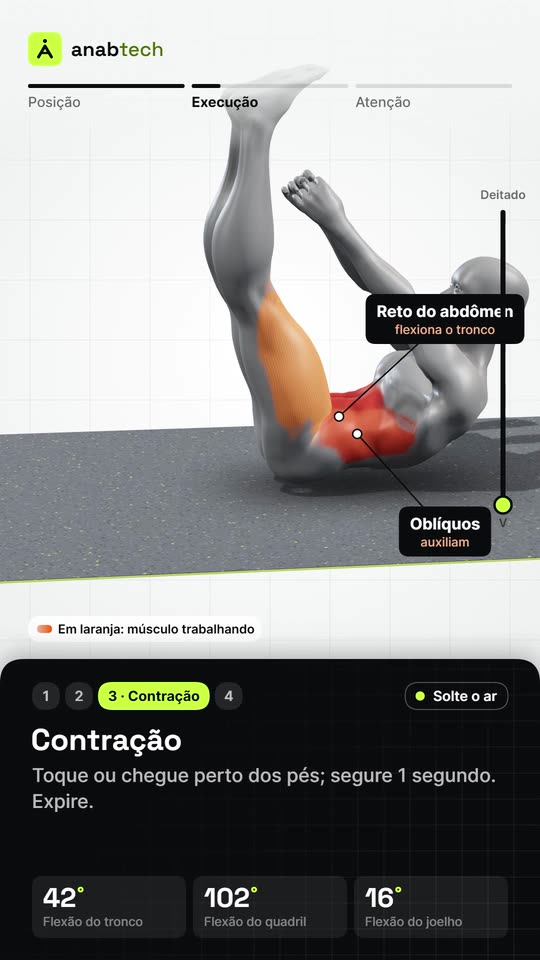 anabtech
Posição
Execução
Atenção
Deitado
Reto do abdômen
flexiona o tronco
Oblíquos
auxiliam
V
Em laranja: músculo trabalhando
1
2
3 · Contração
4
Solte o ar
Contração
Toque ou chegue perto dos pés; segure 1 segundo.
Expire.
42°
Flexão do tronco
102°
Flexão do quadril
16°
Flexão do joelho